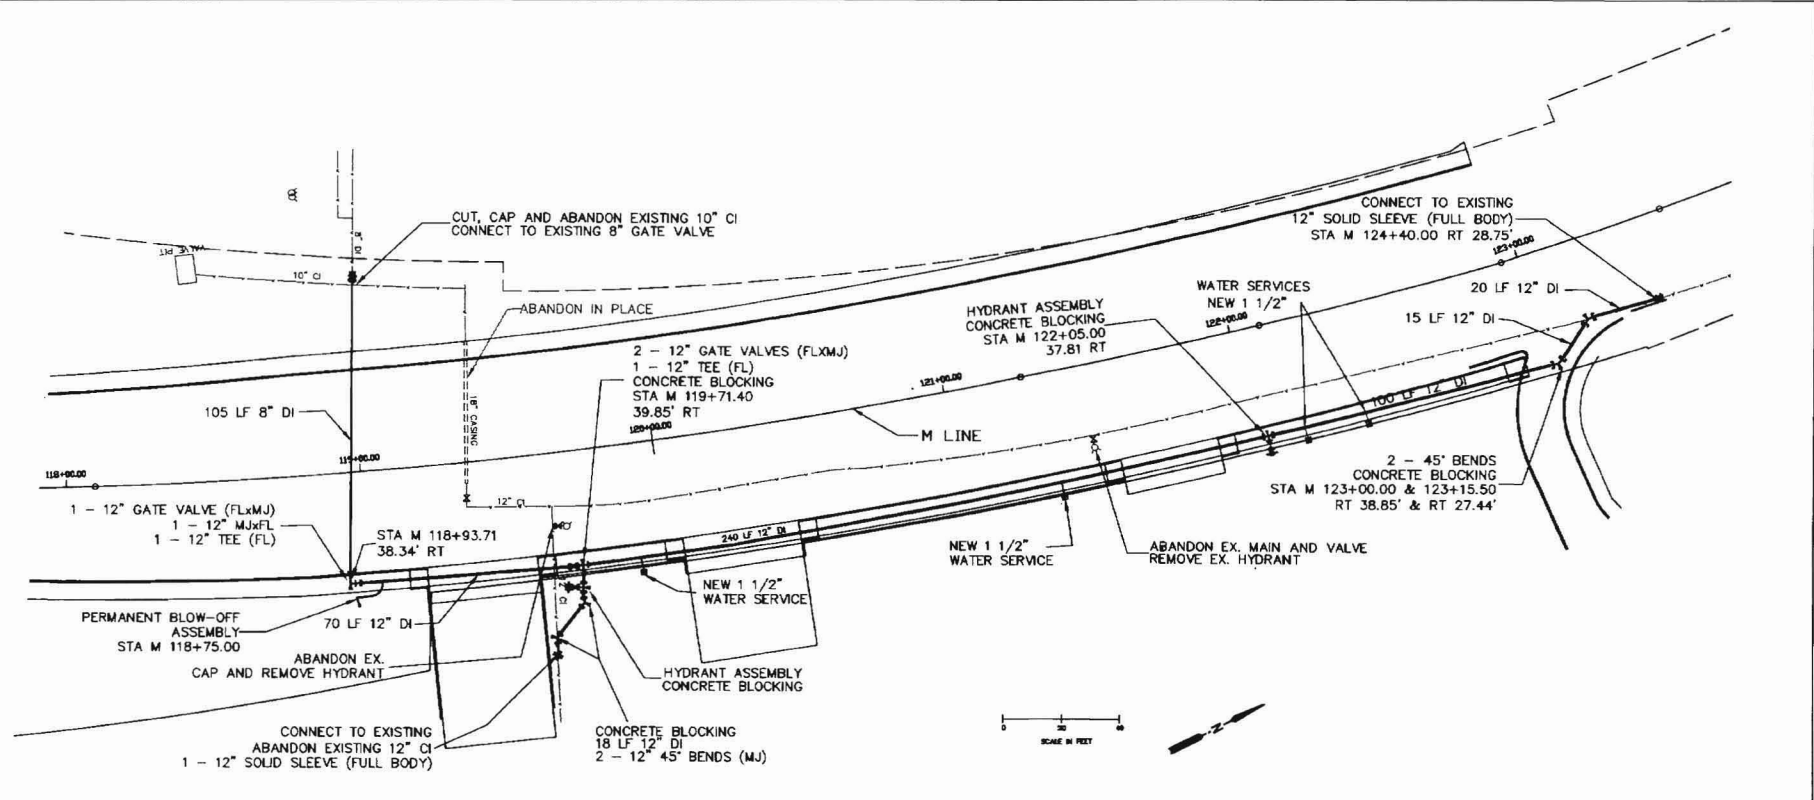 CUT, CAP AND ABANDON EXISTING 10" CI
CONNECT TO EXISTING 8" GATE VALVE
8" DI
VALVE PIT
10" CI
ABANDON IN PLACE
18" CASING
CONNECT TO EXISTING
12" SOLID SLEEVE (FULL BODY)
STA M 124+40.00 RT 28.75'
123+00.00
WATER SERVICES
NEW 1 1/2"
20 LF 12" DI
15 LF 12" DI
HYDRANT ASSEMBLY
CONCRETE BLOCKING
STA M 122+05.00
37.81 RT
122+00.00
2 - 12" GATE VALVES (FLXMJ)
1 - 12" TEE (FL)
CONCRETE BLOCKING
STA M 119+71.40
39.85' RT
121+00.00
120+00.00
100 LF 12" DI
105 LF 8" DI
M LINE
119+00.00
118+00.00
12" CI
1 - 12" GATE VALVE (FLxMJ)
1 - 12" MJxFL
1 - 12" TEE (FL)
STA M 118+93.71
38.34' RT
2 - 45° BENDS
CONCRETE BLOCKING
STA M 123+00.00 & 123+15.50
RT 38.85' & RT 27.44'
240 LF 12" DI
NEW 1 1/2"
WATER SERVICE
ABANDON EX. MAIN AND VALVE
REMOVE EX. HYDRANT
NEW 1 1/2"
WATER SERVICE
PERMANENT BLOW-OFF
ASSEMBLY
STA M 118+75.00
70 LF 12" DI
ABANDON EX.
CAP AND REMOVE HYDRANT
HYDRANT ASSEMBLY
CONCRETE BLOCKING
CONNECT TO EXISTING
ABANDON EXISTING 12" CI
1 - 12" SOLID SLEEVE (FULL BODY)
CONCRETE BLOCKING
18 LF 12" DI
2 - 12" 45° BENDS (MJ)
0 20 40
SCALE IN FEET
N